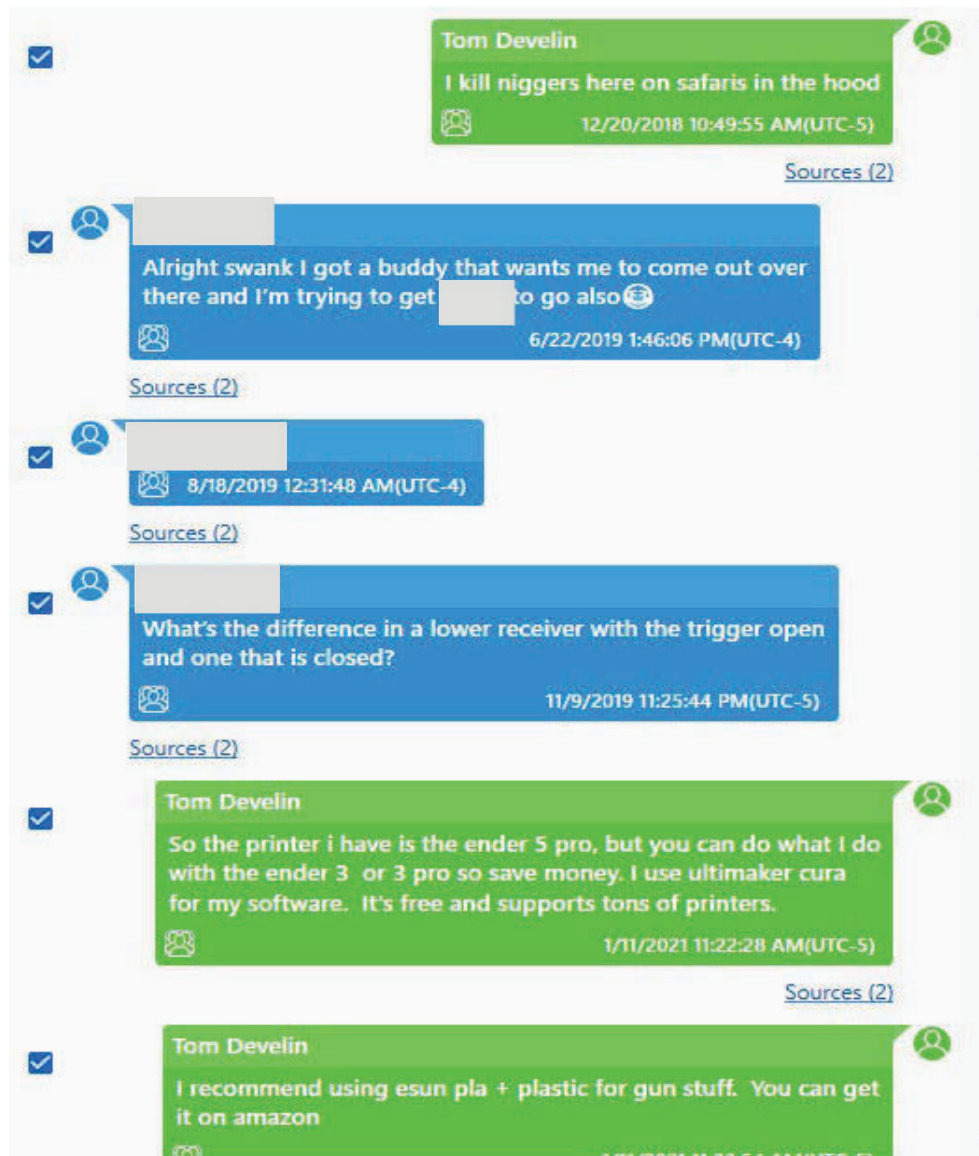 Tom Develin
I kill niggers here on safaris in the hood
12/20/2018 10:49:55 AM(UTC-5)
Sources (2)
Alright swank I got a buddy that wants me to come out over
there and I'm trying to get to go also
6/22/2019 1:46:06 PM(UTC-4)
Sources (2)
8/18/2019 12:31:48 AM(UTC-4)
Sources (2)
What's the difference in a lower receiver with the trigger open
and one that is closed?
11/9/2019 11:25:44 PM(UTC-5)
Sources (2)
Tom Develin
So the printer i have is the ender 5 pro, but you can do what I do
with the ender 3 or 3 pro so save money. I use ultimaker cura
for my software. It's free and supports tons of printers.
1/11/2021 11:22:28 AM(UTC-5)
Sources (2)
Tom Develin
I recommend using esun pla + plastic for gun stuff. You can get
it on amazon